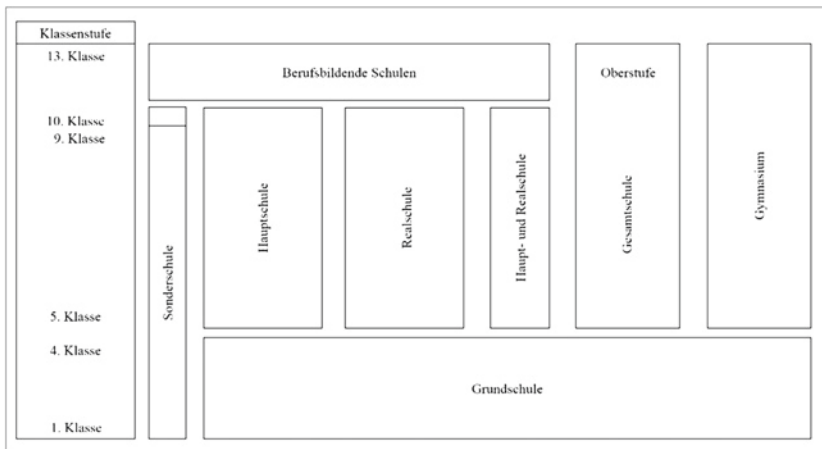 Klassenstufe
13. Klasse
Berufsbildende Schulen
Oberstufe
10. Klasse
9. Klasse
Sonderschule
Hauptschule
Realschule
Haupt- und Realschule
Gesamtschule
Gymnasium
5. Klasse
4. Klasse
Grundschule
1. Klasse